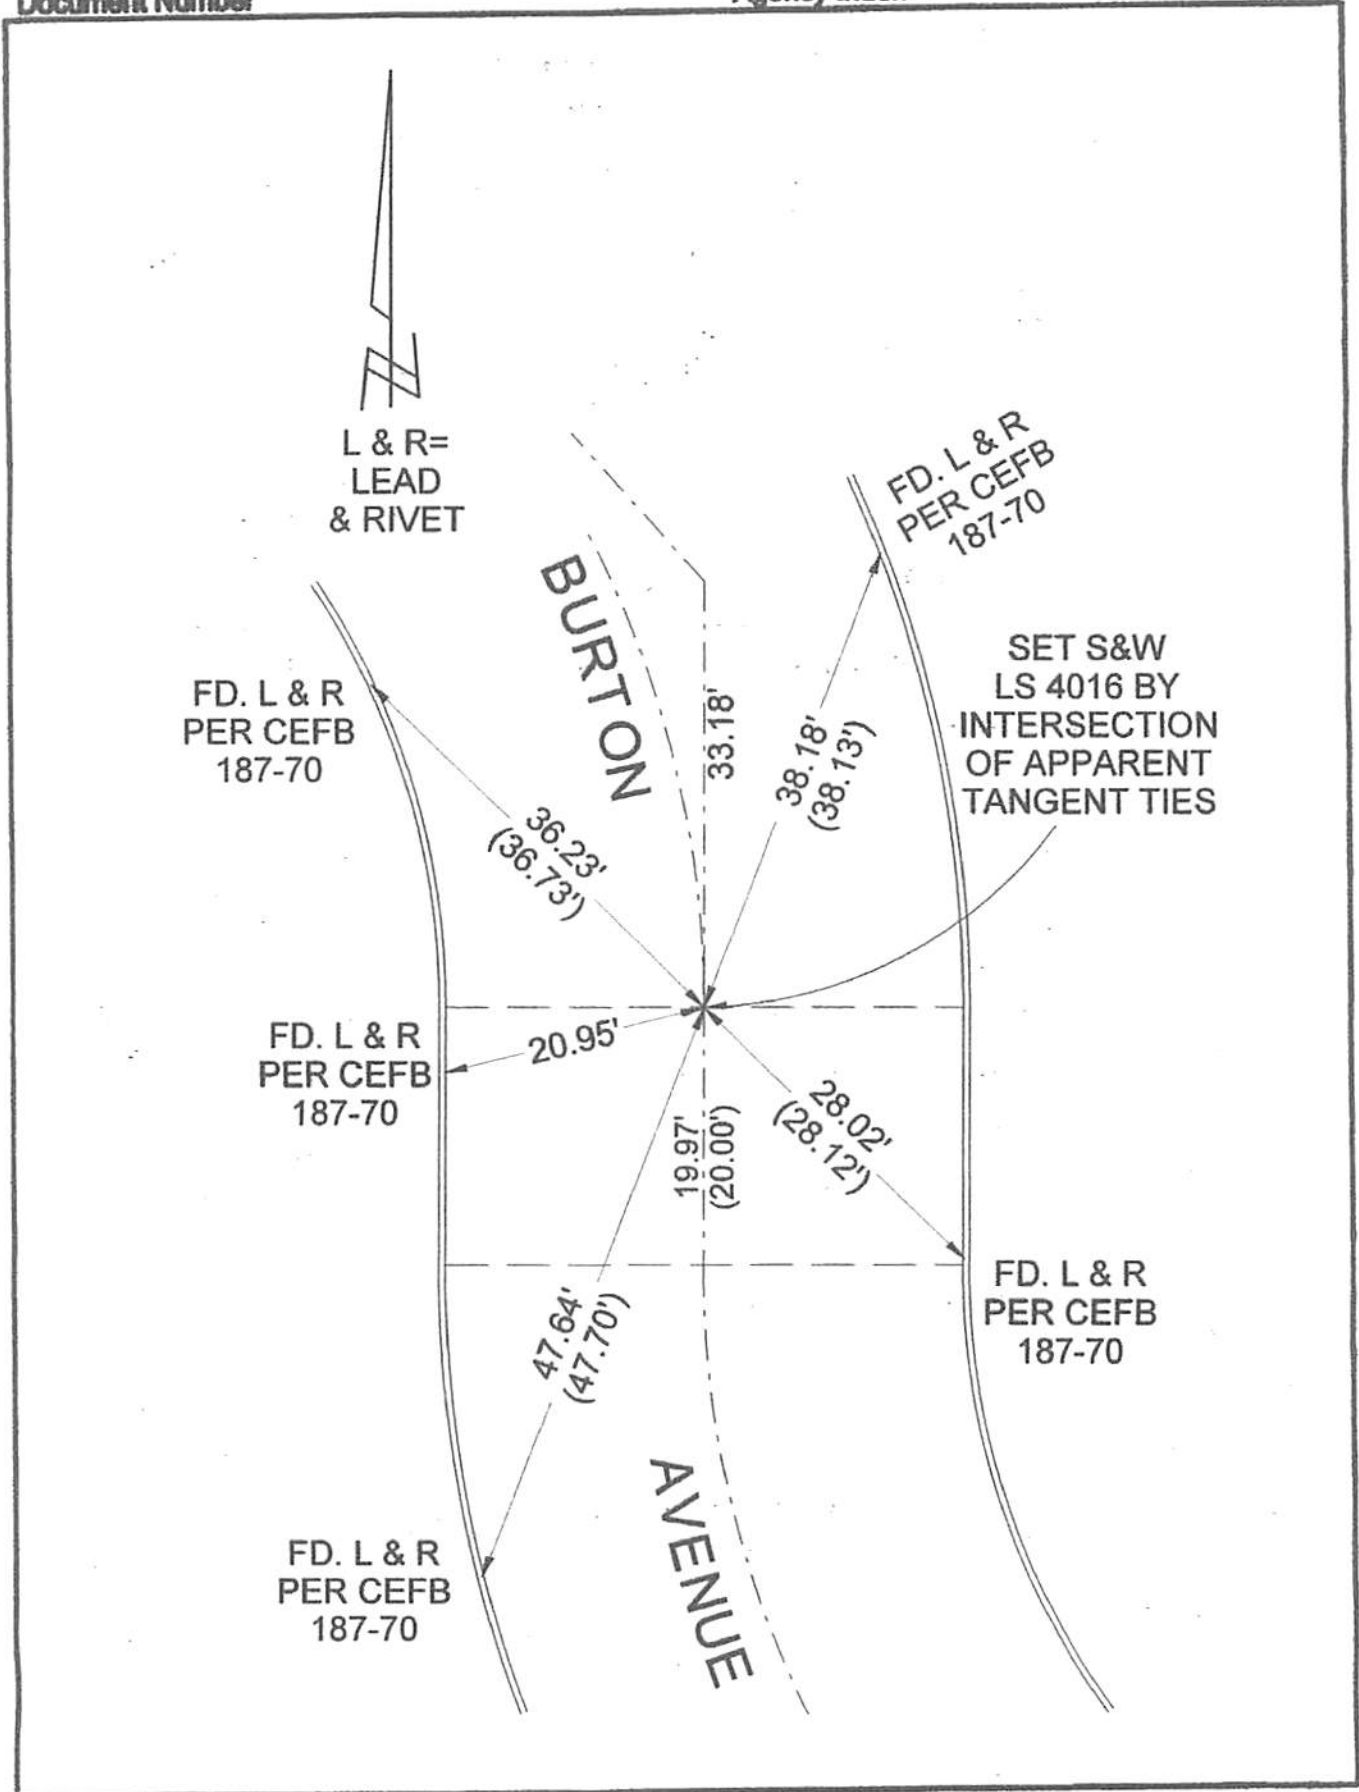 Document Number
L & R=
LEAD
& RIVET
FD. L & R
PER CEFB
187-70
BURTON
FD. L & R
PER CEFB
187-70
33.18'
38.18'
(38.13')
SET S&W
LS 4016 BY
INTERSECTION
OF APPARENT
TANGENT TIES
36.23'
(36.73')
FD. L & R
PER CEFB
187-70
20.95'
19.97'
(20.00')
28.02'
(28.12')
FD. L & R
PER CEFB
187-70
47.64'
(47.70')
AVENUE
FD. L & R
PER CEFB
187-70